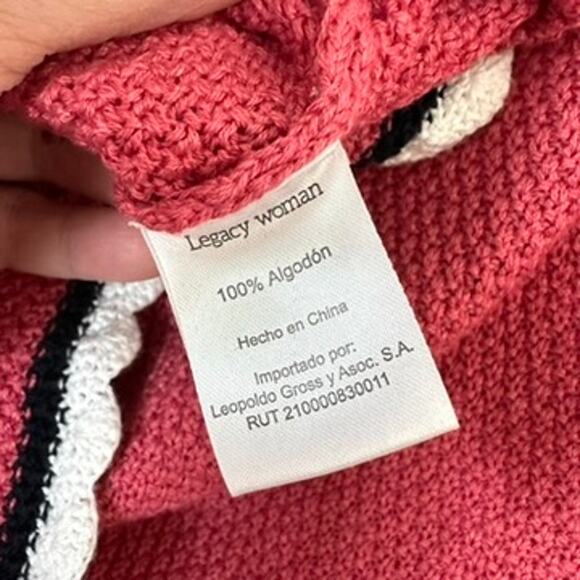 Legacy woman
100% Algodón
Hecho en China
Importado por:
Leopoldo Gross y Asoc. S.A.
RUT 210000830011